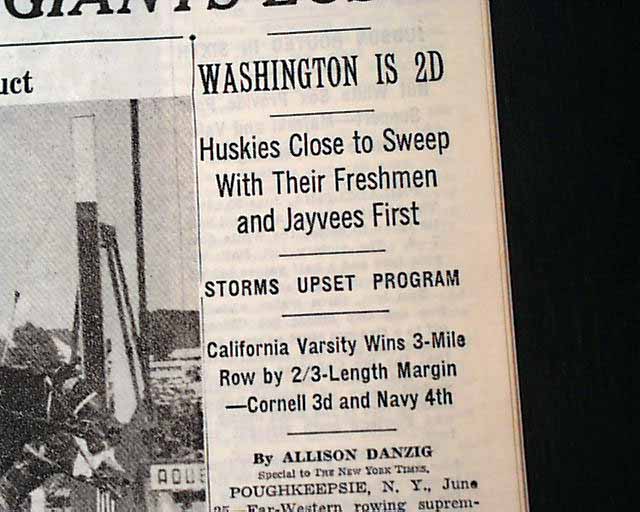 GIANTS
uct
WASHINGTON IS 2D
Huskies Close to Sweep
With Their Freshmen
and Jayvees First
STORMS UPSET PROGRAM
California Varsity Wins 3-Mile
Row by 2/3-Length Margin
—Cornell 3d and Navy 4th
By ALLISON DANZIG
Special to THE NEW YORK TIMES.
POUGHKEEPSIE, N. Y., June
25.—Far-Western rowing suprem-
AQUE